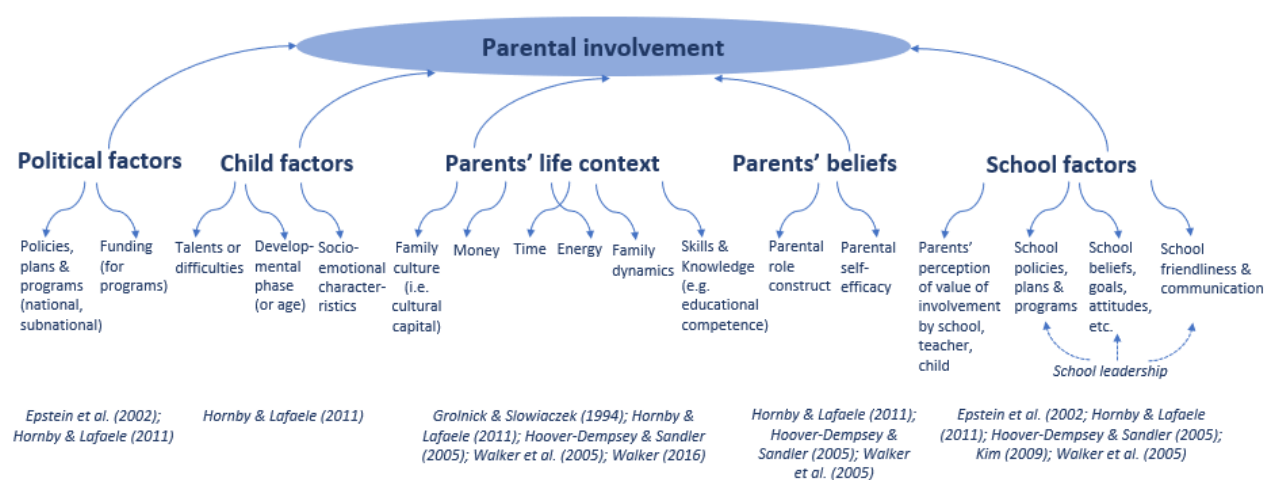 Parental involvement
Political factors
Child factors
Parents' life context
Parents' beliefs
School factors
Policies,
plans &
programs
(national,
subnational)
Funding
(for
programs)
Talents or
difficulties
Develop-
mental
phase
(or age)
Socio-
emotional
character-
ristics
Family
culture
(i.e.
cultural
capital)
Money
Time
Energy
Family
dynamics
Skills &
Knowledge
(e.g.
educational
competence)
Parental
role
construct
Parental
self-
efficacy
Parents'
perception
of value of
involvement
by school,
teacher,
child
School
policies,
plans &
programs
School
beliefs,
goals,
attitudes,
etc.
School
friendliness &
communication
School leadership
Epstein et al. (2002);
Hornby & Lafaele (2011)
Hornby & Lafaele (2011)
Grolnick & Slowiaczek (1994); Hornby &
Lafaele (2011); Hoover-Dempsey & Sandler
(2005); Walker et al. (2005); Walker (2016)
Hornby & Lafaele (2011);
Hoover-Dempsey &
Sandler (2005); Walker
et al. (2005)
Epstein et al. (2002; Hornby & Lafaele
(2011); Hoover-Dempsey & Sandler (2005);
Kim (2009); Walker et al. (2005)